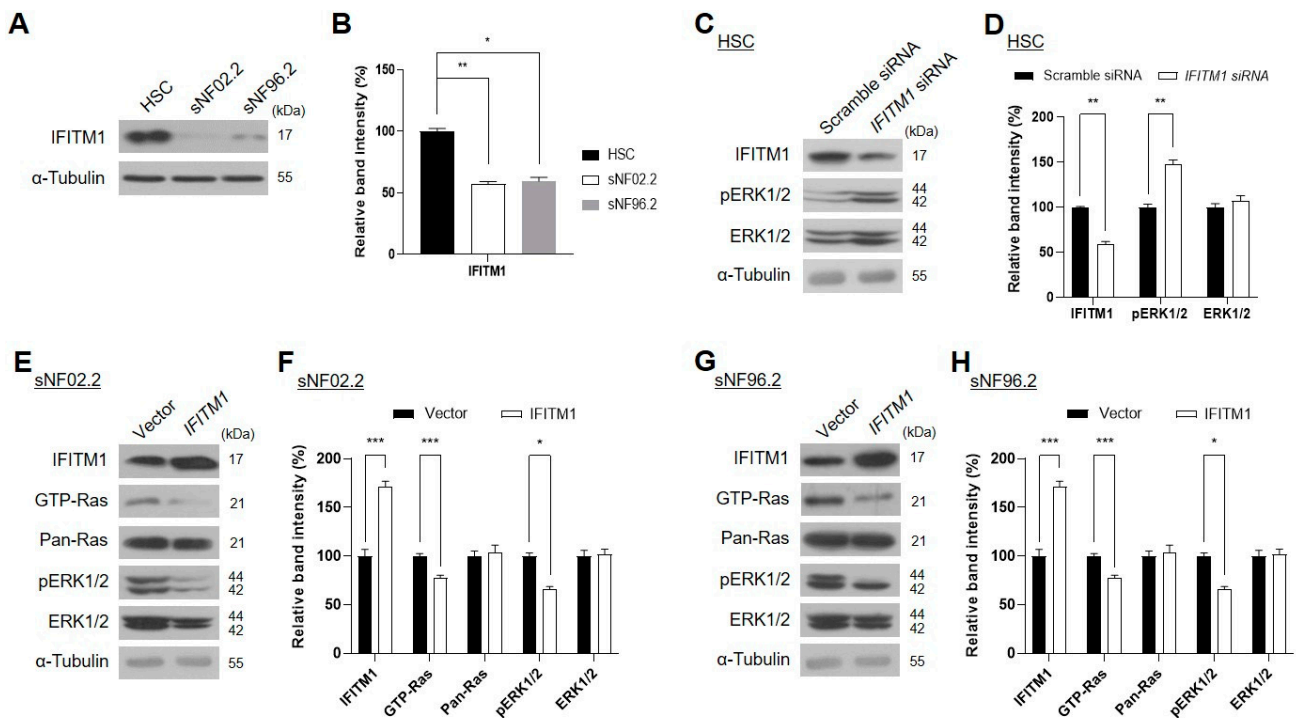 A
HSC
sNF02.2
sNF96.2
(kDa)
IFITM1
17
α-Tubulin
55
B
Relative Band Intensity (%)
150
100
50
0
*
**
HSC
sNF02.2
sNF96.2
IFITM1
C
HSC
Scramble siRNA
IFITM1 siRNA
(kDa)
IFITM1
17
pERK1/2
44
42
ERK1/2
44
42
α-Tubulin
55
D
HSC
Scramble siRNA
IFITM1 siRNA
Relative band intensity (%)
200
150
100
50
0
**
**
IFITM1
pERK1/2
ERK1/2
E
sNF02.2
Vector
IFITM1
(kDa)
IFITM1
17
GTP-Ras
21
Pan-Ras
21
pERK1/2
44
42
ERK1/2
44
42
α-Tubulin
55
F
sNF02.2
Vector
IFITM1
Relative band intensity (%)
200
150
100
50
0
***
***
*
IFITM1
GTP-Ras
Pan-Ras
pERK1/2
ERK1/2
G
sNF96.2
Vector
IFITM1
(kDa)
IFITM1
17
GTP-Ras
21
Pan-Ras
21
pERK1/2
44
42
ERK1/2
44
42
α-Tubulin
55
H
sNF96.2
Vector
IFITM1
Relative band intensity (%)
200
150
100
50
0
***
***
*
IFITM1
GTP-Ras
Pan-Ras
pERK1/2
ERK1/2